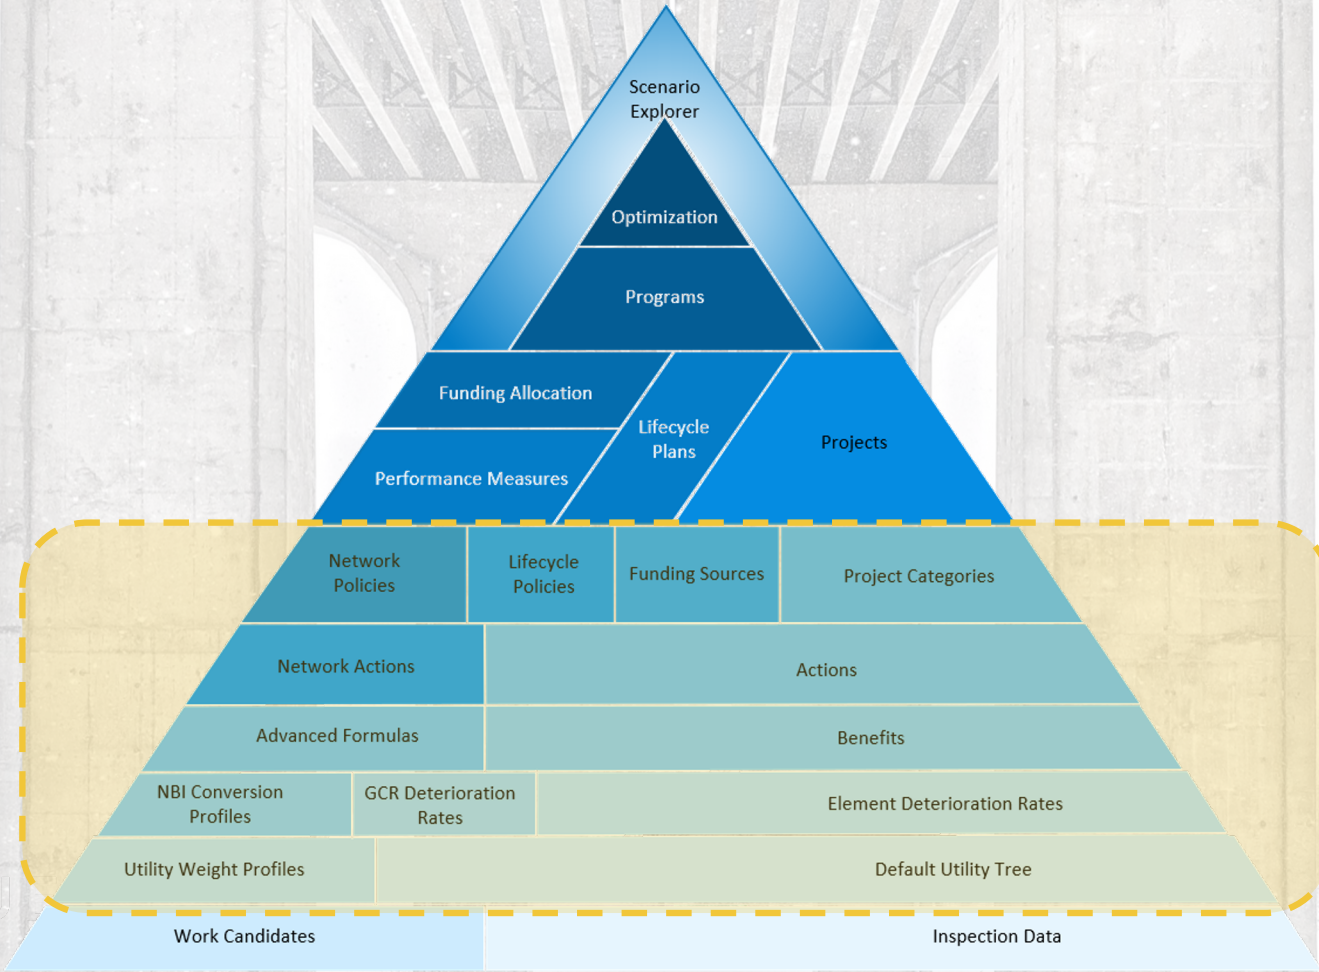 Scenario
Explorer
Optimization
Programs
Funding Allocation
Lifecycle
Plans
Projects
Performance Measures
Network
Policies
Lifecycle
Policies
Funding Sources
Project Categories
Network Actions
Actions
Advanced Formulas
Benefits
NBI Conversion
Profiles
GCR Deterioration
Rates
Element Deterioration Rates
Utility Weight Profiles
Default Utility Tree
Work Candidates
Inspection Data